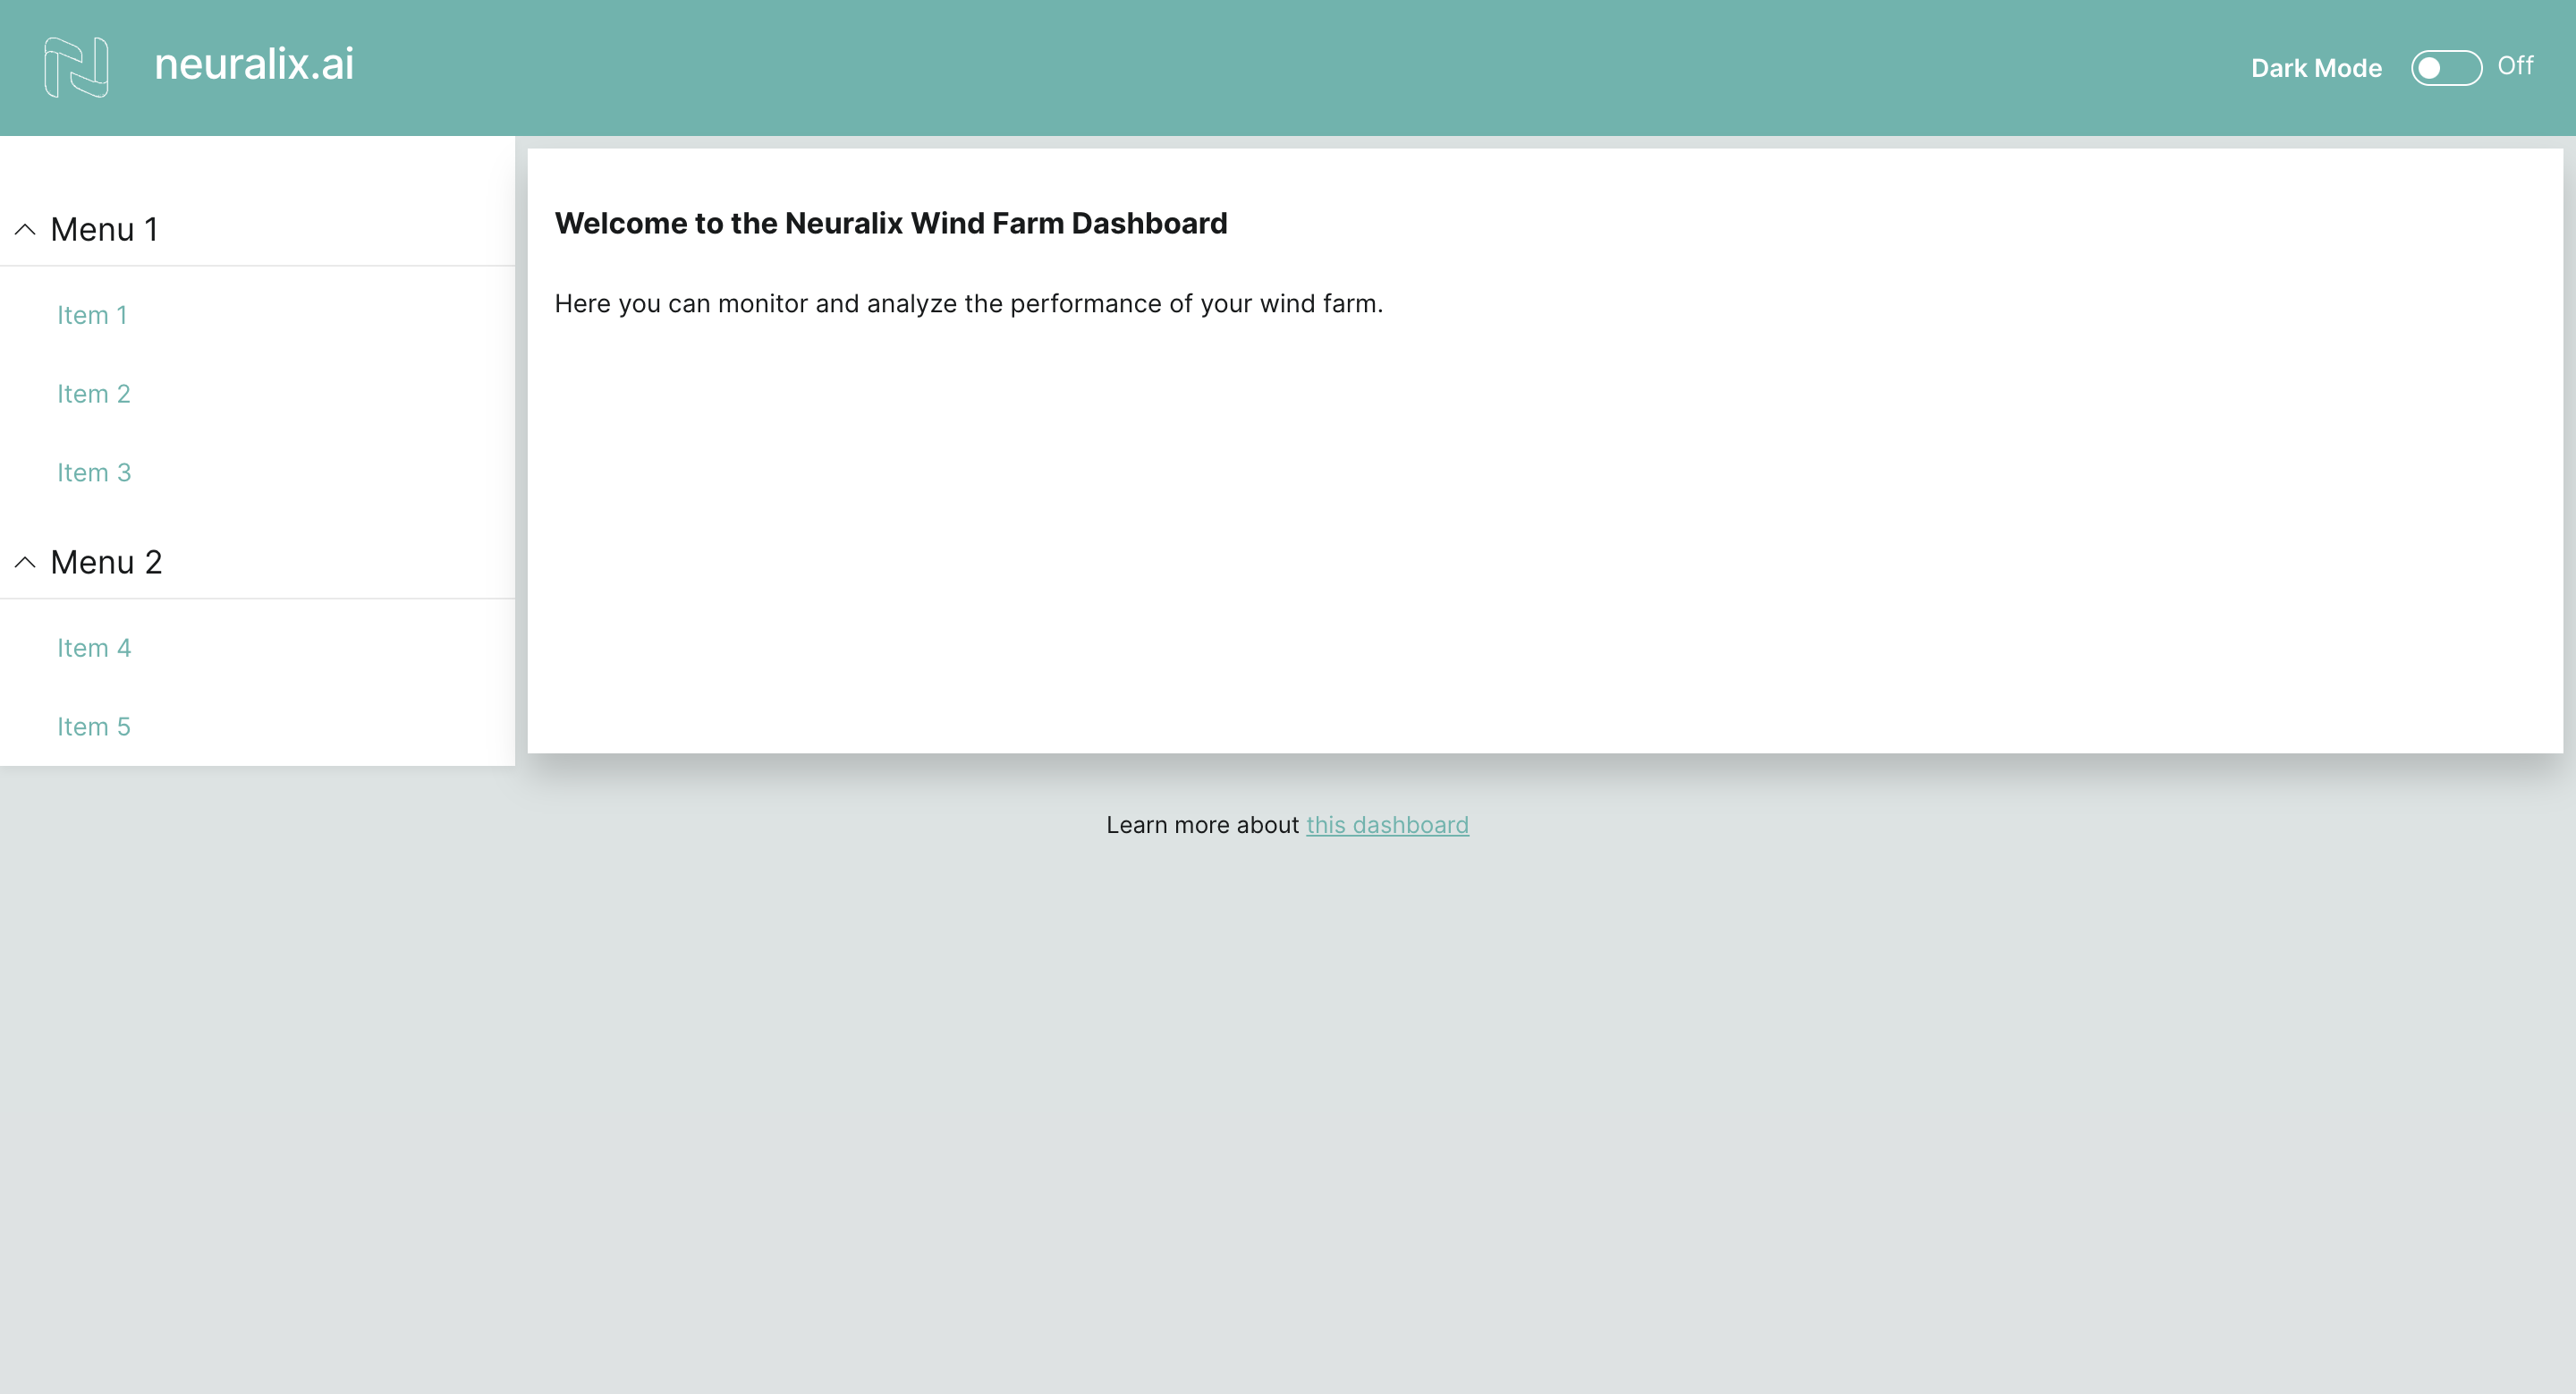 neuralix.ai
Dark Mode Off
Menu 1
Item 1
Item 2
Item 3
Menu 2
Item 4
Item 5
Welcome to the Neuralix Wind Farm Dashboard
Here you can monitor and analyze the performance of your wind farm.
Learn more about this dashboard